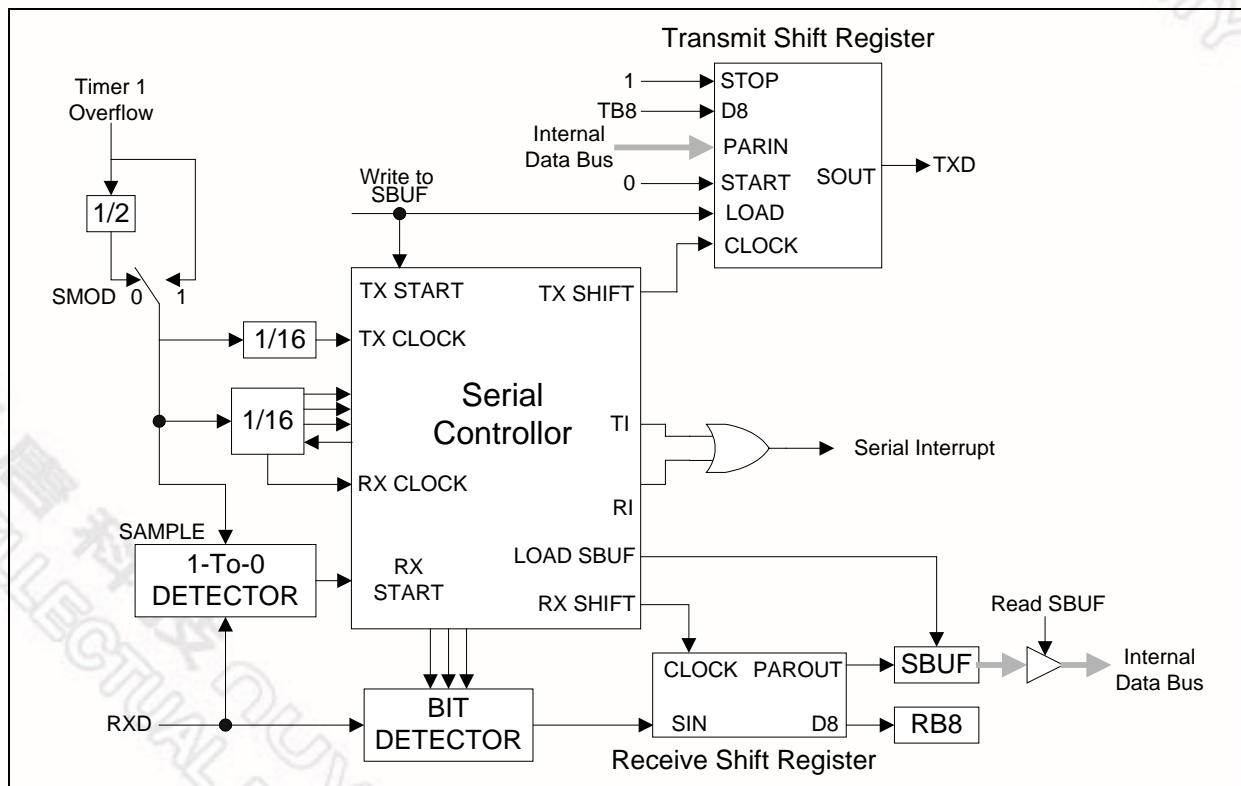 Transmit Shift Register
Timer 1
Overflow
1
STOP
TB8
D8
Internal
Data Bus
PARIN
SOUT
TXD
0
START
Write to
SBUF
LOAD
CLOCK
1/2
SMOD 0 1
TX START
TX SHIFT
1/16
TX CLOCK
1/16
Serial
Controllor
TI
Serial Interrupt
RX CLOCK
RI
SAMPLE
1-To-0
DETECTOR
RX
START
LOAD SBUF
RX SHIFT
Read SBUF
CLOCK
PAROUT
SBUF
Internal
Data Bus
RXD
BIT
DETECTOR
SIN
D8
RB8
Receive Shift Register